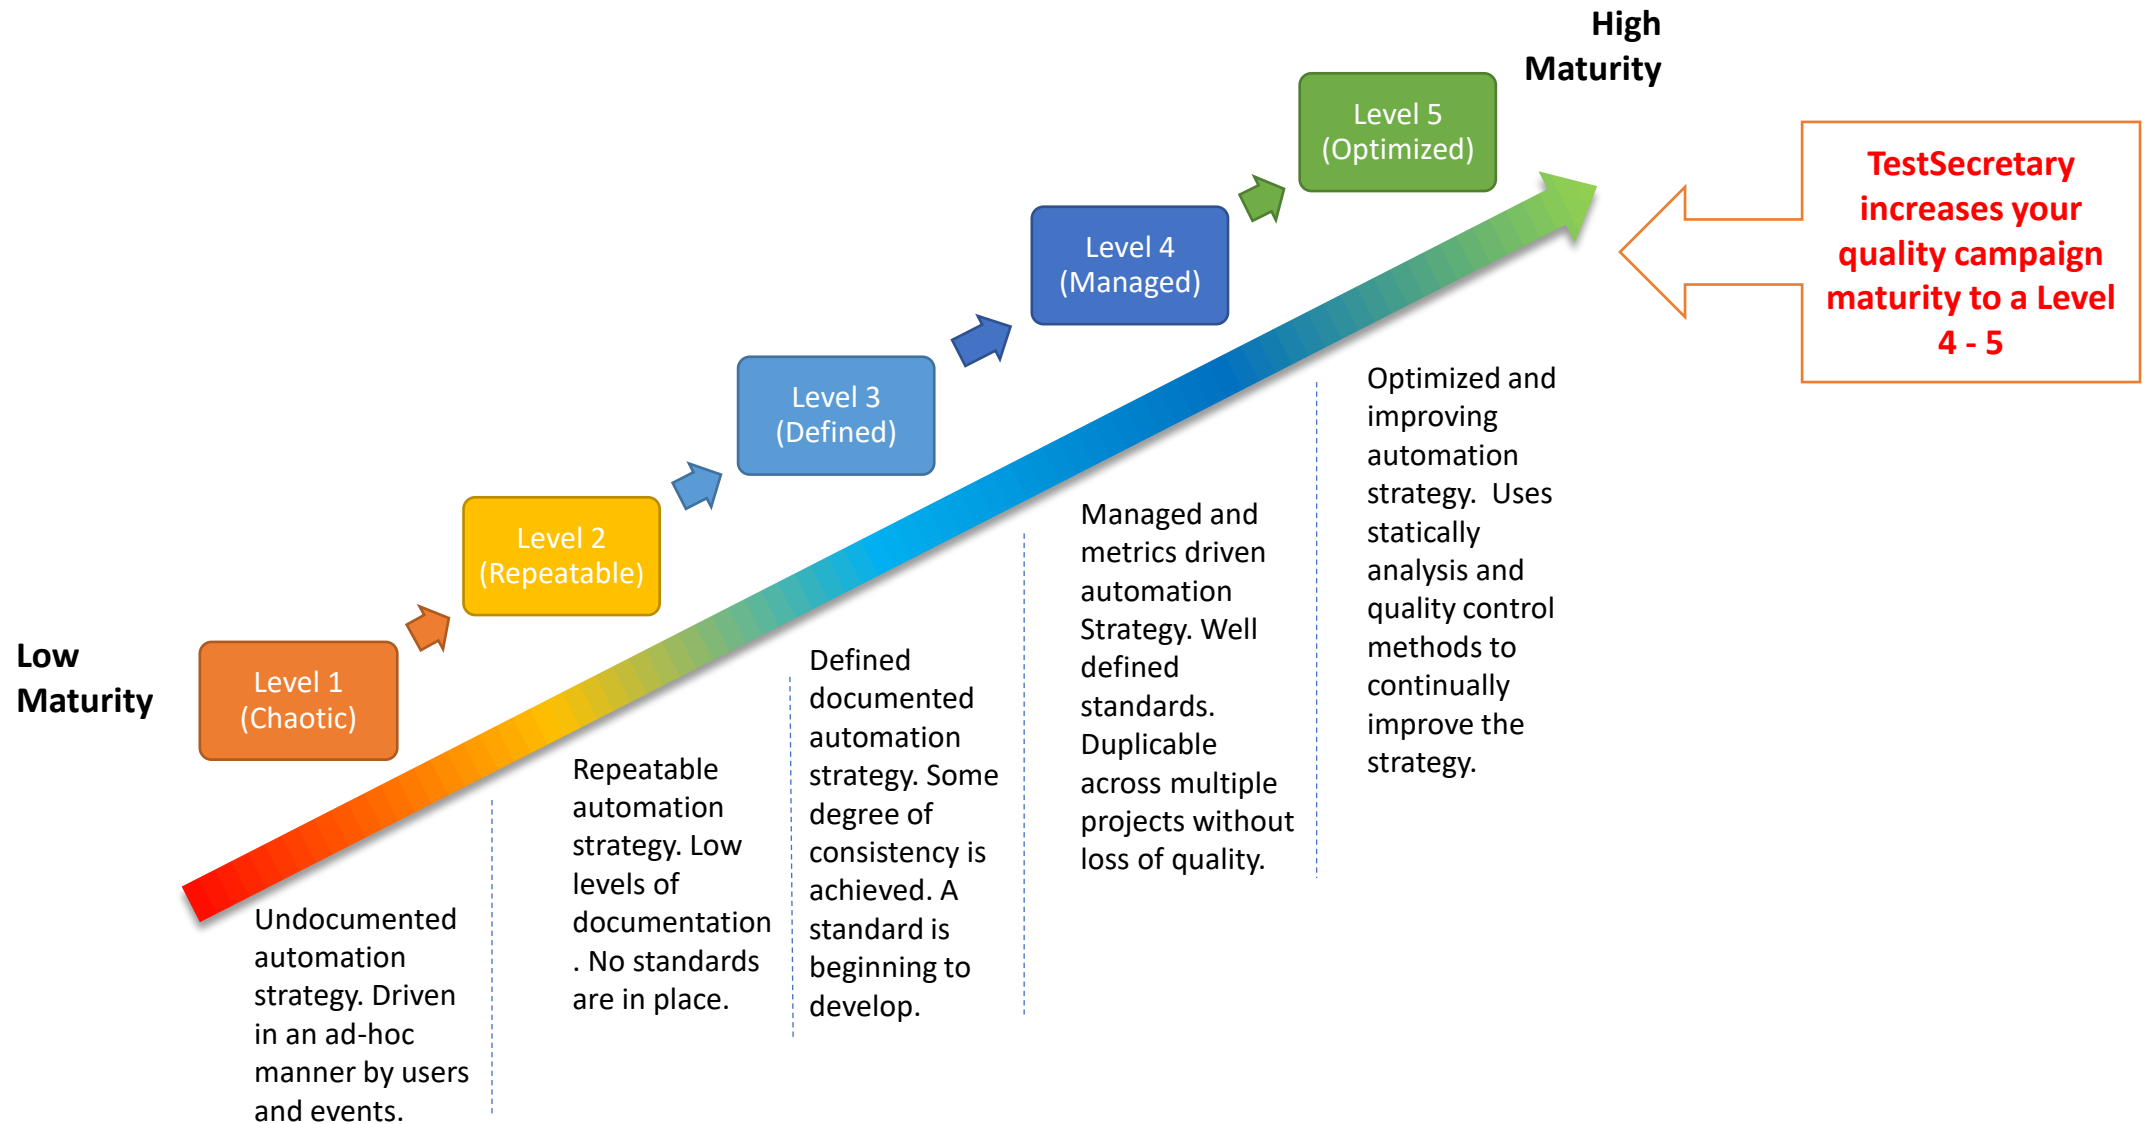 High
Maturity
Level 5
(Optimized)
TestSecretary
increases your
quality campaign
maturity to a Level
4 - 5
Level 4
(Managed)
Level 3
(Defined)
Level 2
(Repeatable)
Low
Maturity
Level 1
(Chaotic)
Undocumented
automation
strategy. Driven
in an ad-hoc
manner by users
and events.
Repeatable
automation
strategy. Low
levels of
documentation
. No standards
are in place.
Defined
documented
automation
strategy. Some
degree of
consistency is
achieved. A
standard is
beginning to
develop.
Managed and
metrics driven
automation
Strategy. Well
defined
standards.
Duplicable
across multiple
projects without
loss of quality.
Optimized and
improving
automation
strategy.  Uses
statically
analysis and
quality control
methods to
continually
improve the
strategy.